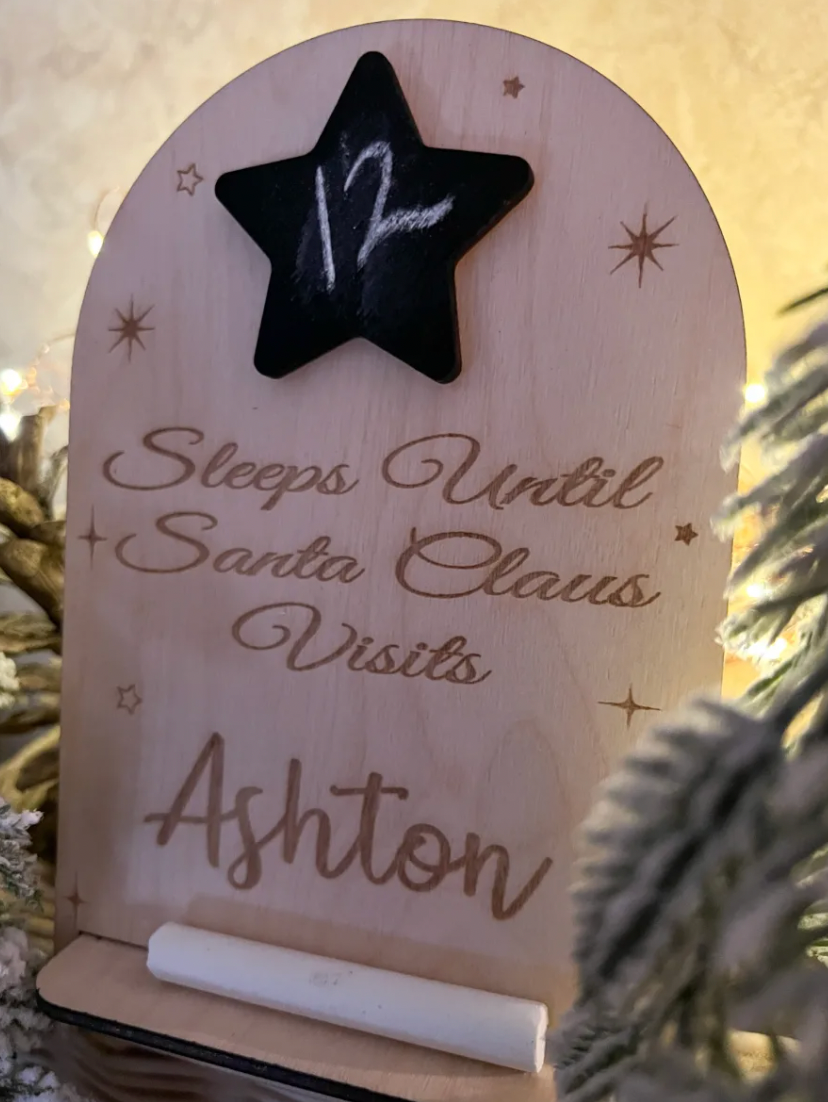 12
Sleeps Until
Santa Claus
Visits
Ashton